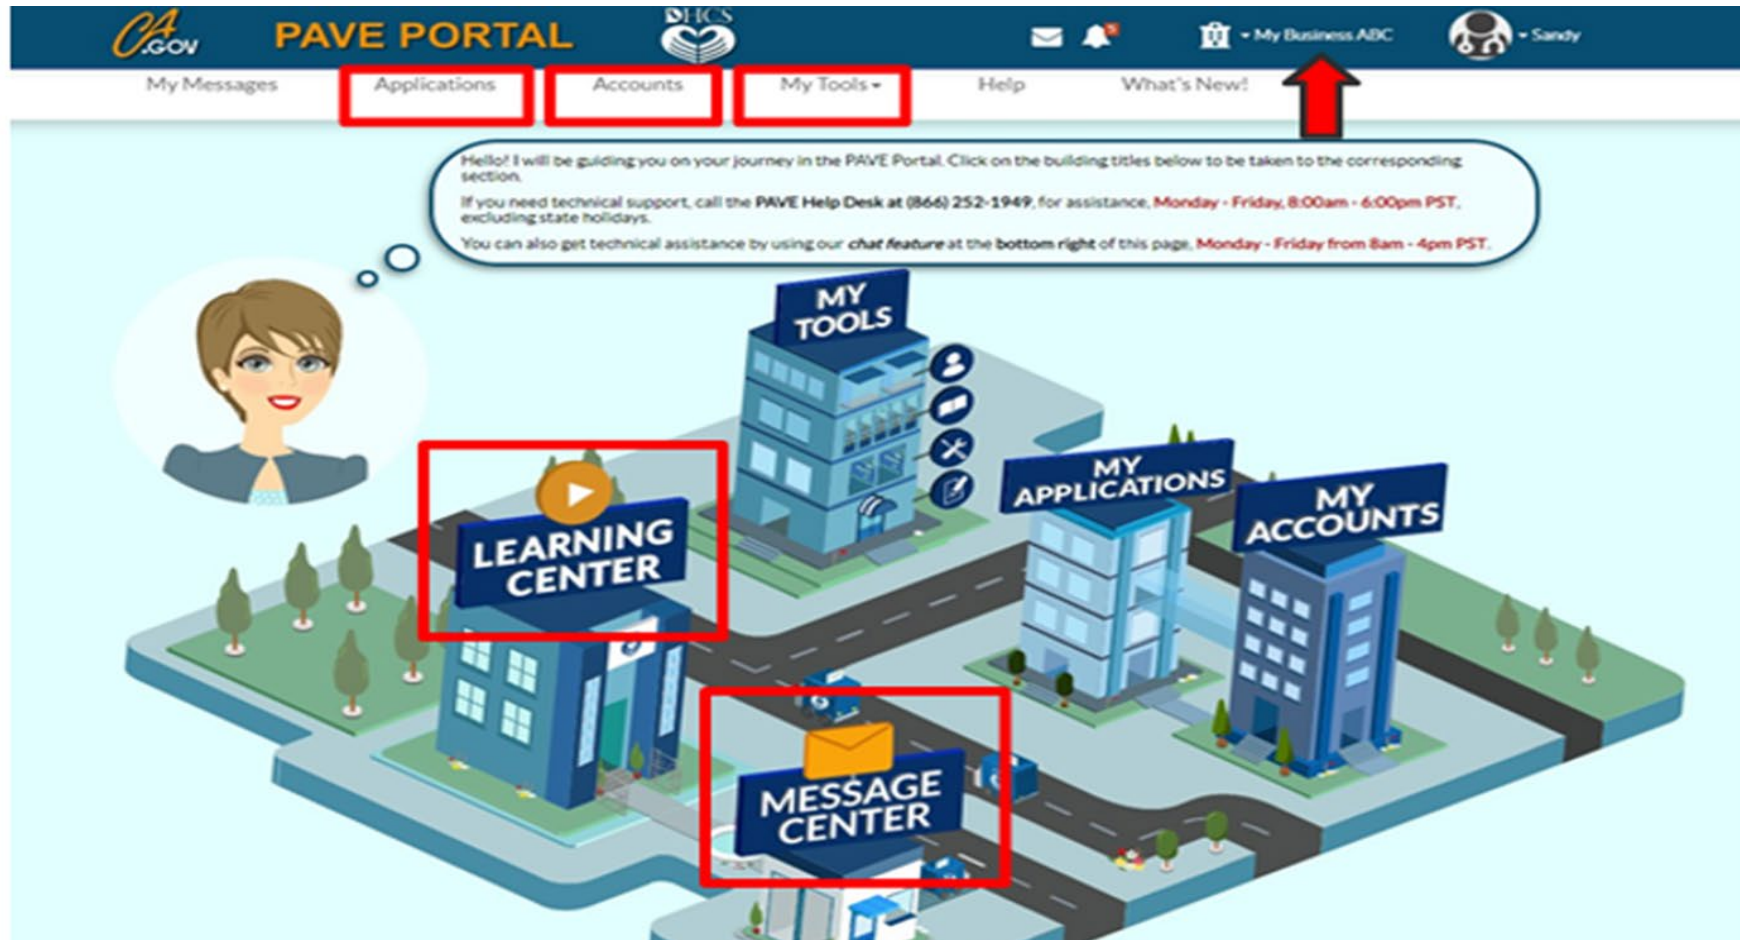 CA.GOV
PAVE PORTAL
DHCS
5
My Business ABC
Sandy
My Messages
Applications
Accounts
My Tools
Help
What's New!
Hello! I will be guiding you on your journey in the PAVE Portal. Click on the building titles below to be taken to the corresponding
section.
If you need technical support, call the PAVE Help Desk at (866) 252-1949, for assistance, Monday - Friday, 8:00am - 6:00pm PST,
excluding state holidays.
You can also get technical assistance by using our chat feature at the bottom right of this page, Monday - Friday from 8am - 4pm PST.
MY
TOOLS
MY
APPLICATIONS
MY
ACCOUNTS
LEARNING
CENTER
MESSAGE
CENTER